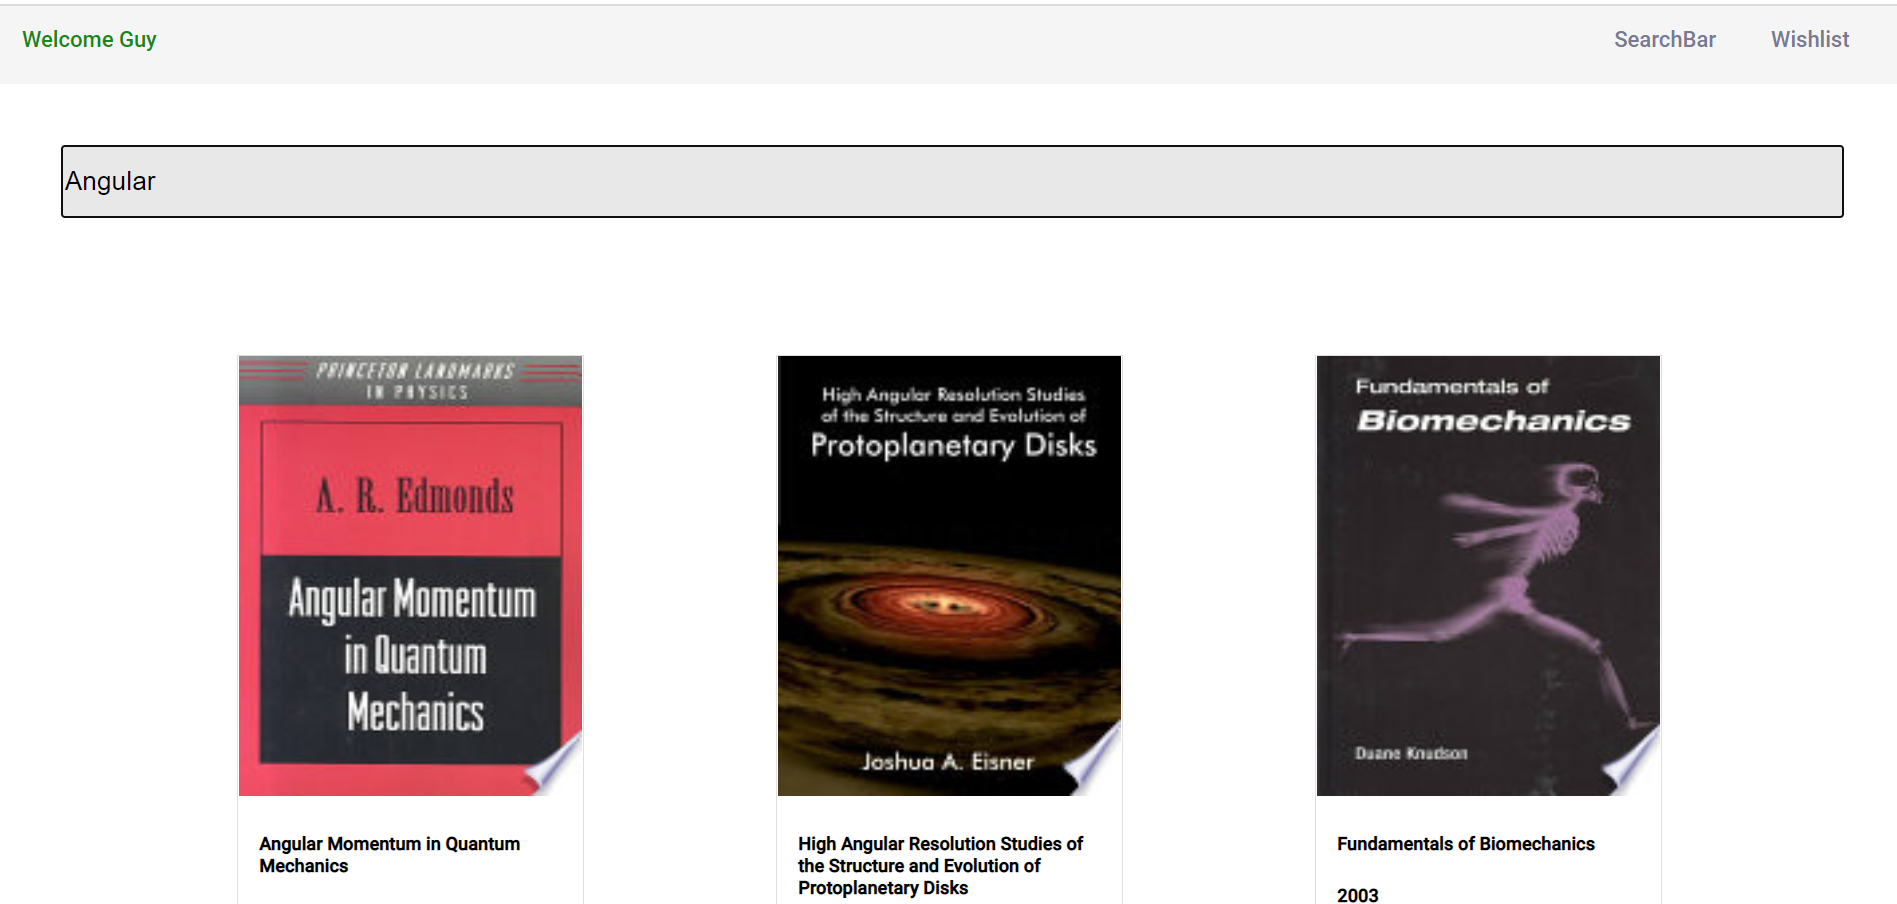 Welcome Guy
SearchBar
Wishlist
Angular
PRINCETON LANDMARKS
IN PHYSICS
A. R. Edmonds
Angular Momentum
in Quantum
Mechanics
Angular Momentum in Quantum
Mechanics
High Angular Resolution Studies
of the Structure and Evolution of
Protoplanetary Disks
Joshua A. Eisner
High Angular Resolution Studies of
the Structure and Evolution of
Protoplanetary Disks
Fundamentals of
Biomechanics
Duane Knudson
Fundamentals of Biomechanics
2003